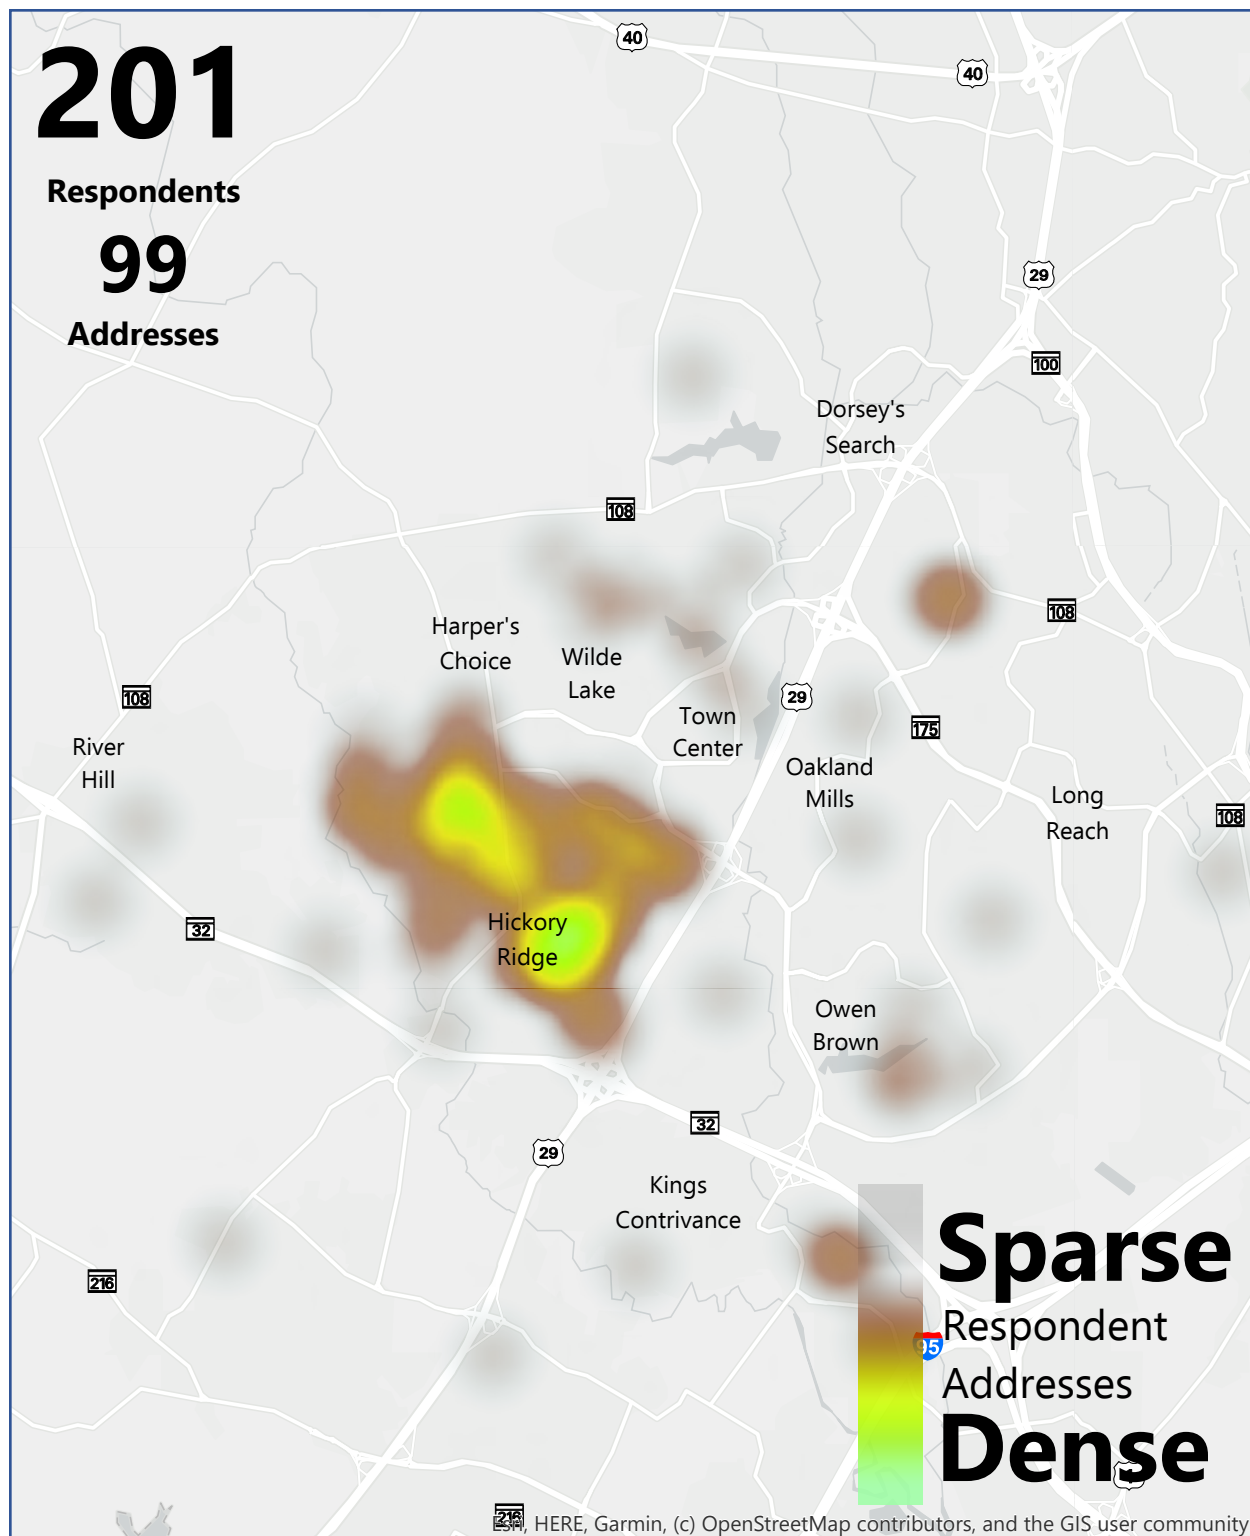 201
Respondents
99
Addresses
40
40
29
100
Dorsey's
Search
108
108
Harper's
Choice
Wilde
Lake
108
29
Town
Center
175
River
Hill
Oakland
Mills
Long
Reach
108
32
Hickory
Ridge
Owen
Brown
32
29
Kings
Contrivance
216
Sparse
Respondent
95
Addresses
Dense
216
Esri, HERE, Garmin, (c) OpenStreetMap contributors, and the GIS user community